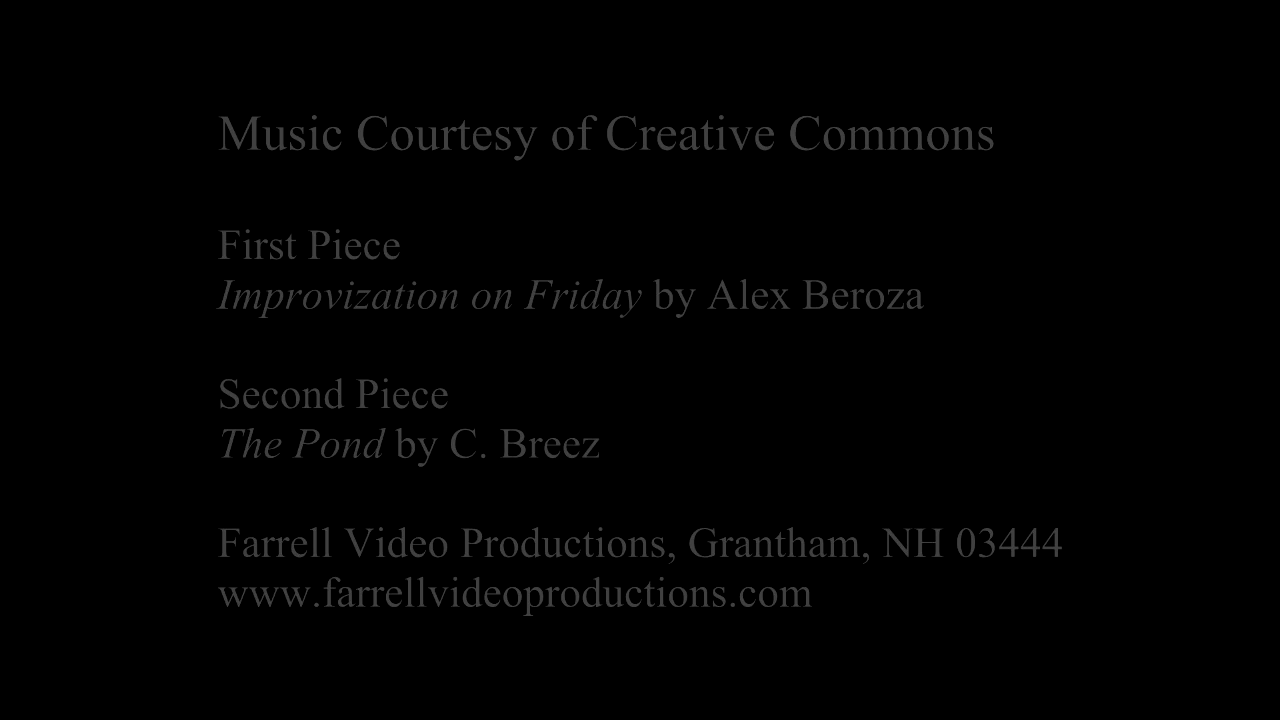 Music Courtesy of Creative Commons
First Piece
Improvization on Friday by Alex Beroza
Second Piece
The Pond by C. Breez
Farrell Video Productions, Grantham, NH 03444
www.farrellvideoproductions.com